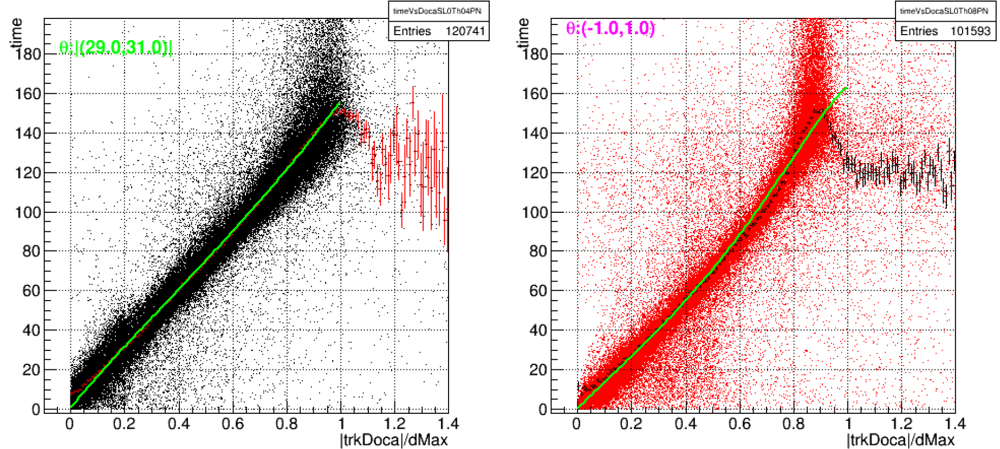 timeVsDocaSL0Th04PN
Entries 120741
θ:|(29.0,31.0)|
time
180
160
140
120
100
80
60
40
20
0
0 0.2 0.4 0.6 0.8 1 1.2 1.4
|trkDoca|/dMax
timeVsDocaSL0Th08PN
Entries 101593
θ:(-1.0,1.0)
time
180
160
140
120
100
80
60
40
20
0
0 0.2 0.4 0.6 0.8 1 1.2 1.4
|trkDoca|/dMax